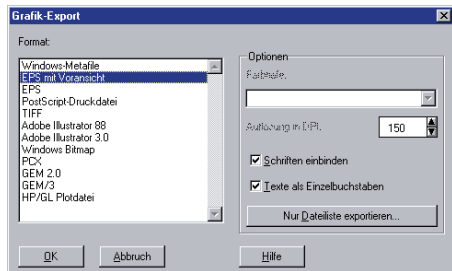 Grafik-Export
Format:
Windows-Metafile
EPS mit Voransicht
EPS
PostScript-Druckdatei
TIFF
Adobe Illustrator 88
Adobe Illustrator 3.0
Windows Bitmap
PCX
GEM 2.0
GEM/3
HP/GL Plotdatei
Optionen
Farbtiefe:
Auflösung in DPI:
150
Schriften einbinden
Texte als Einzelbuchstaben
Nur Dateiliste exportieren...
OK
Abbruch
Hilfe